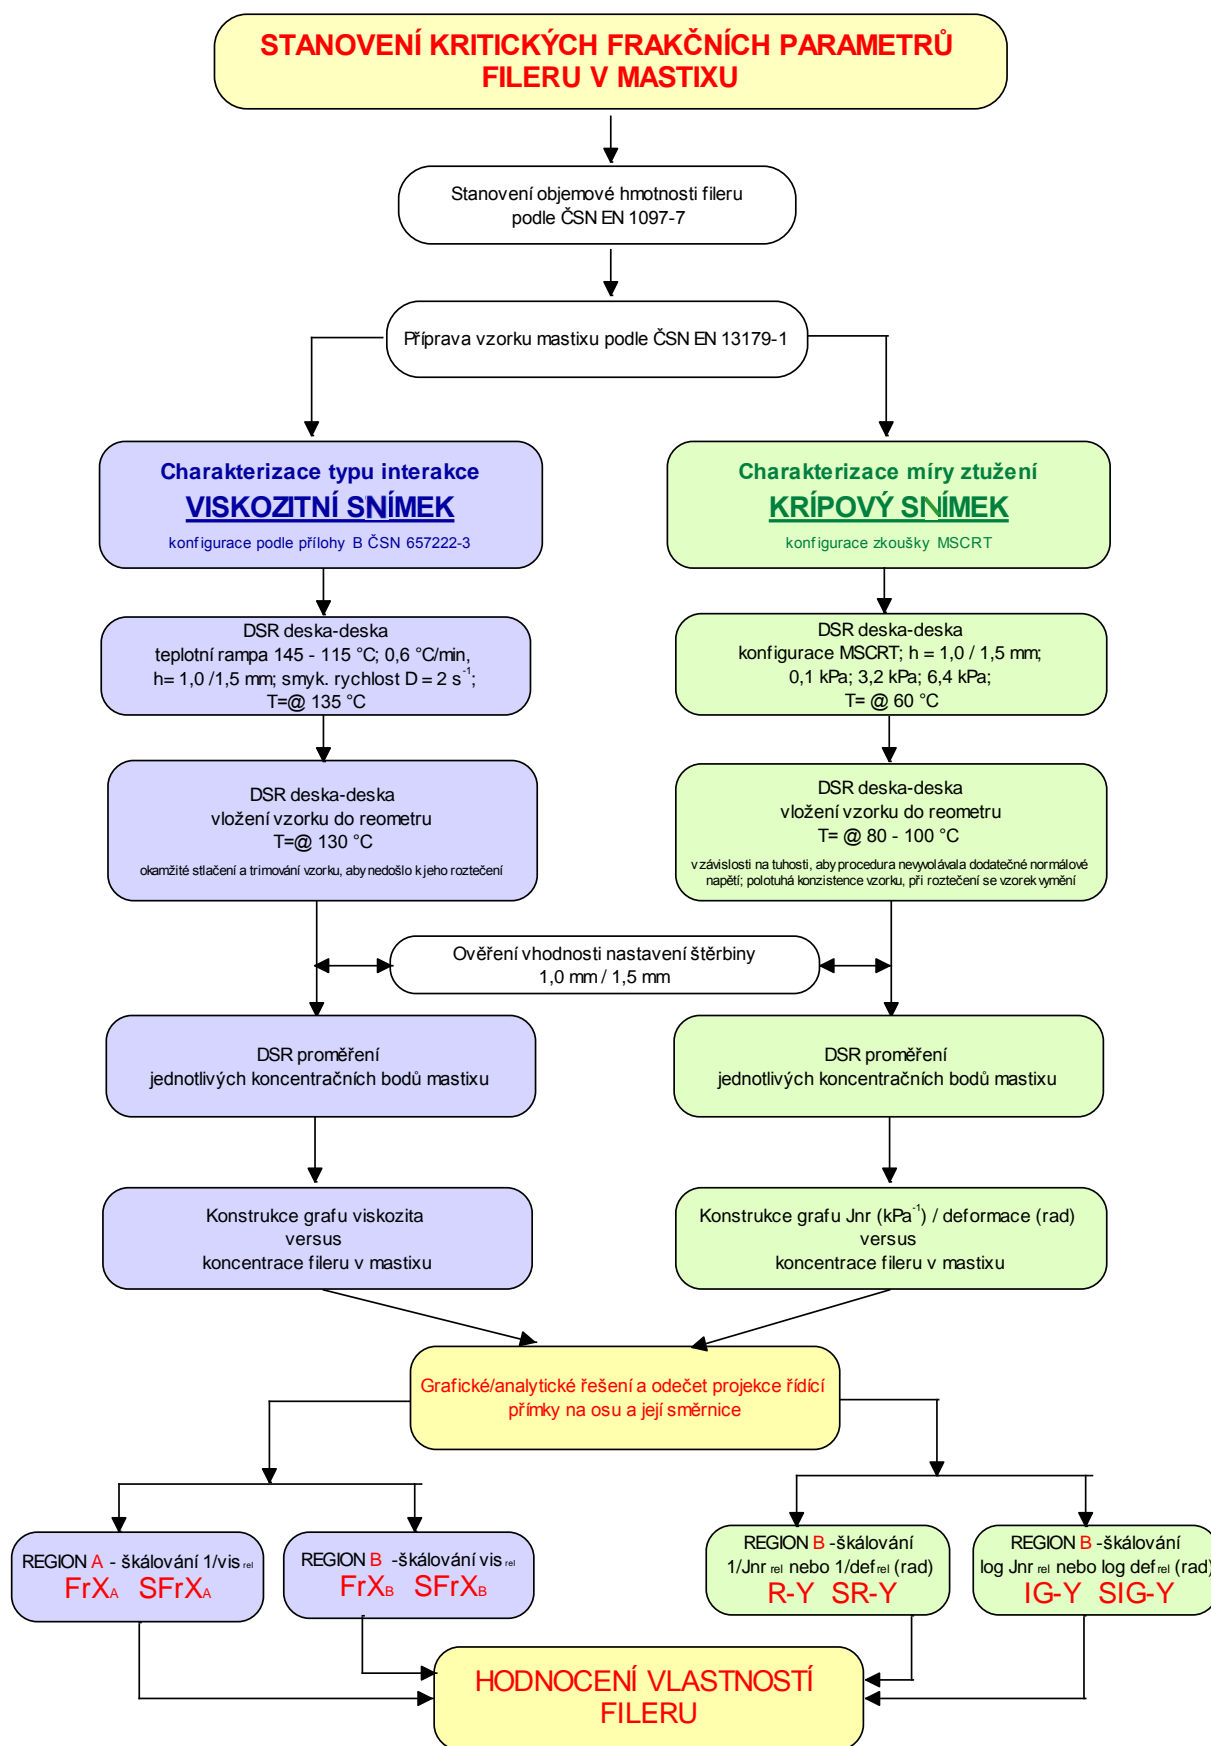 STANOVENÍ KRITICKÝCH FRAKČNÍCH PARAMETRŮ
FILERU V MASTIXU
Stanovení objemové hmotnosti fileru
podle ČSN EN 1097-7
Příprava vzorku mastixu podle ČSN EN 13179-1
Charakterizace typu interakce
VISKOZITNÍ SNÍMEK
konfigurace podle přílohy B ČSN 657222-3
Charakterizace míry ztužení
KRÍPOVÝ SNÍMEK
konfigurace zkoušky MSCRT
DSR deska-deska
teplotní rampa 145 - 115 °C; 0,6 °C/min,
h= 1,0 /1,5 mm; smyk. rychlost D = 2 s⁻¹;
T=@ 135 °C
DSR deska-deska
konfigurace MSCRT; h = 1,0 / 1,5 mm;
0,1 kPa; 3,2 kPa; 6,4 kPa;
T= @ 60 °C
DSR deska-deska
vložení vzorku do reometru
T=@ 130 °C
okamžité stlačení a trimování vzorku, aby nedošlo k jeho roztečení
DSR deska-deska
vložení vzorku do reometru
T= @ 80 - 100 °C
v závislosti na tuhosti, aby procedura nevyvolávala dodatečné normálové
napětí; polotuhá konzistence vzorku, při roztečení se vzorek vymění
Ověření vhodnosti nastavení štěrbiny
1,0 mm / 1,5 mm
DSR proměření
jednotlivých koncentračních bodů mastixu
DSR proměření
jednotlivých koncentračních bodů mastixu
Konstrukce grafu viskozita
versus
koncentrace fileru v mastixu
Konstrukce grafu Jnr (kPa⁻¹) / deformace (rad)
versus
koncentrace fileru v mastixu
Grafické/analytické řešení a odečet projekce řídící
přímky na osu a její směrnice
REGION A - škálování 1/vis rel
FrXA SFrXA
REGION B -škálování vis rel
FrXB SFrXB
REGION B -škálování
1/Jnr rel nebo 1/def rel (rad)
R-Y SR-Y
REGION B -škálování
log Jnr rel nebo log def rel (rad)
IG-Y SIG-Y
HODNOCENÍ VLASTNOSTÍ
FILERU